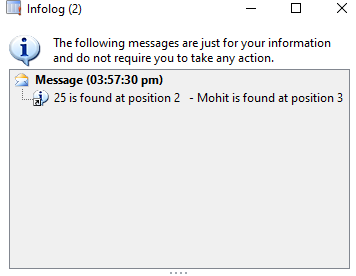 Infolog (2)
The following messages are just for your information
and do not require you to take any action.
Message (03:57:30 pm)
25 is found at position 2   - Mohit is found at position 3